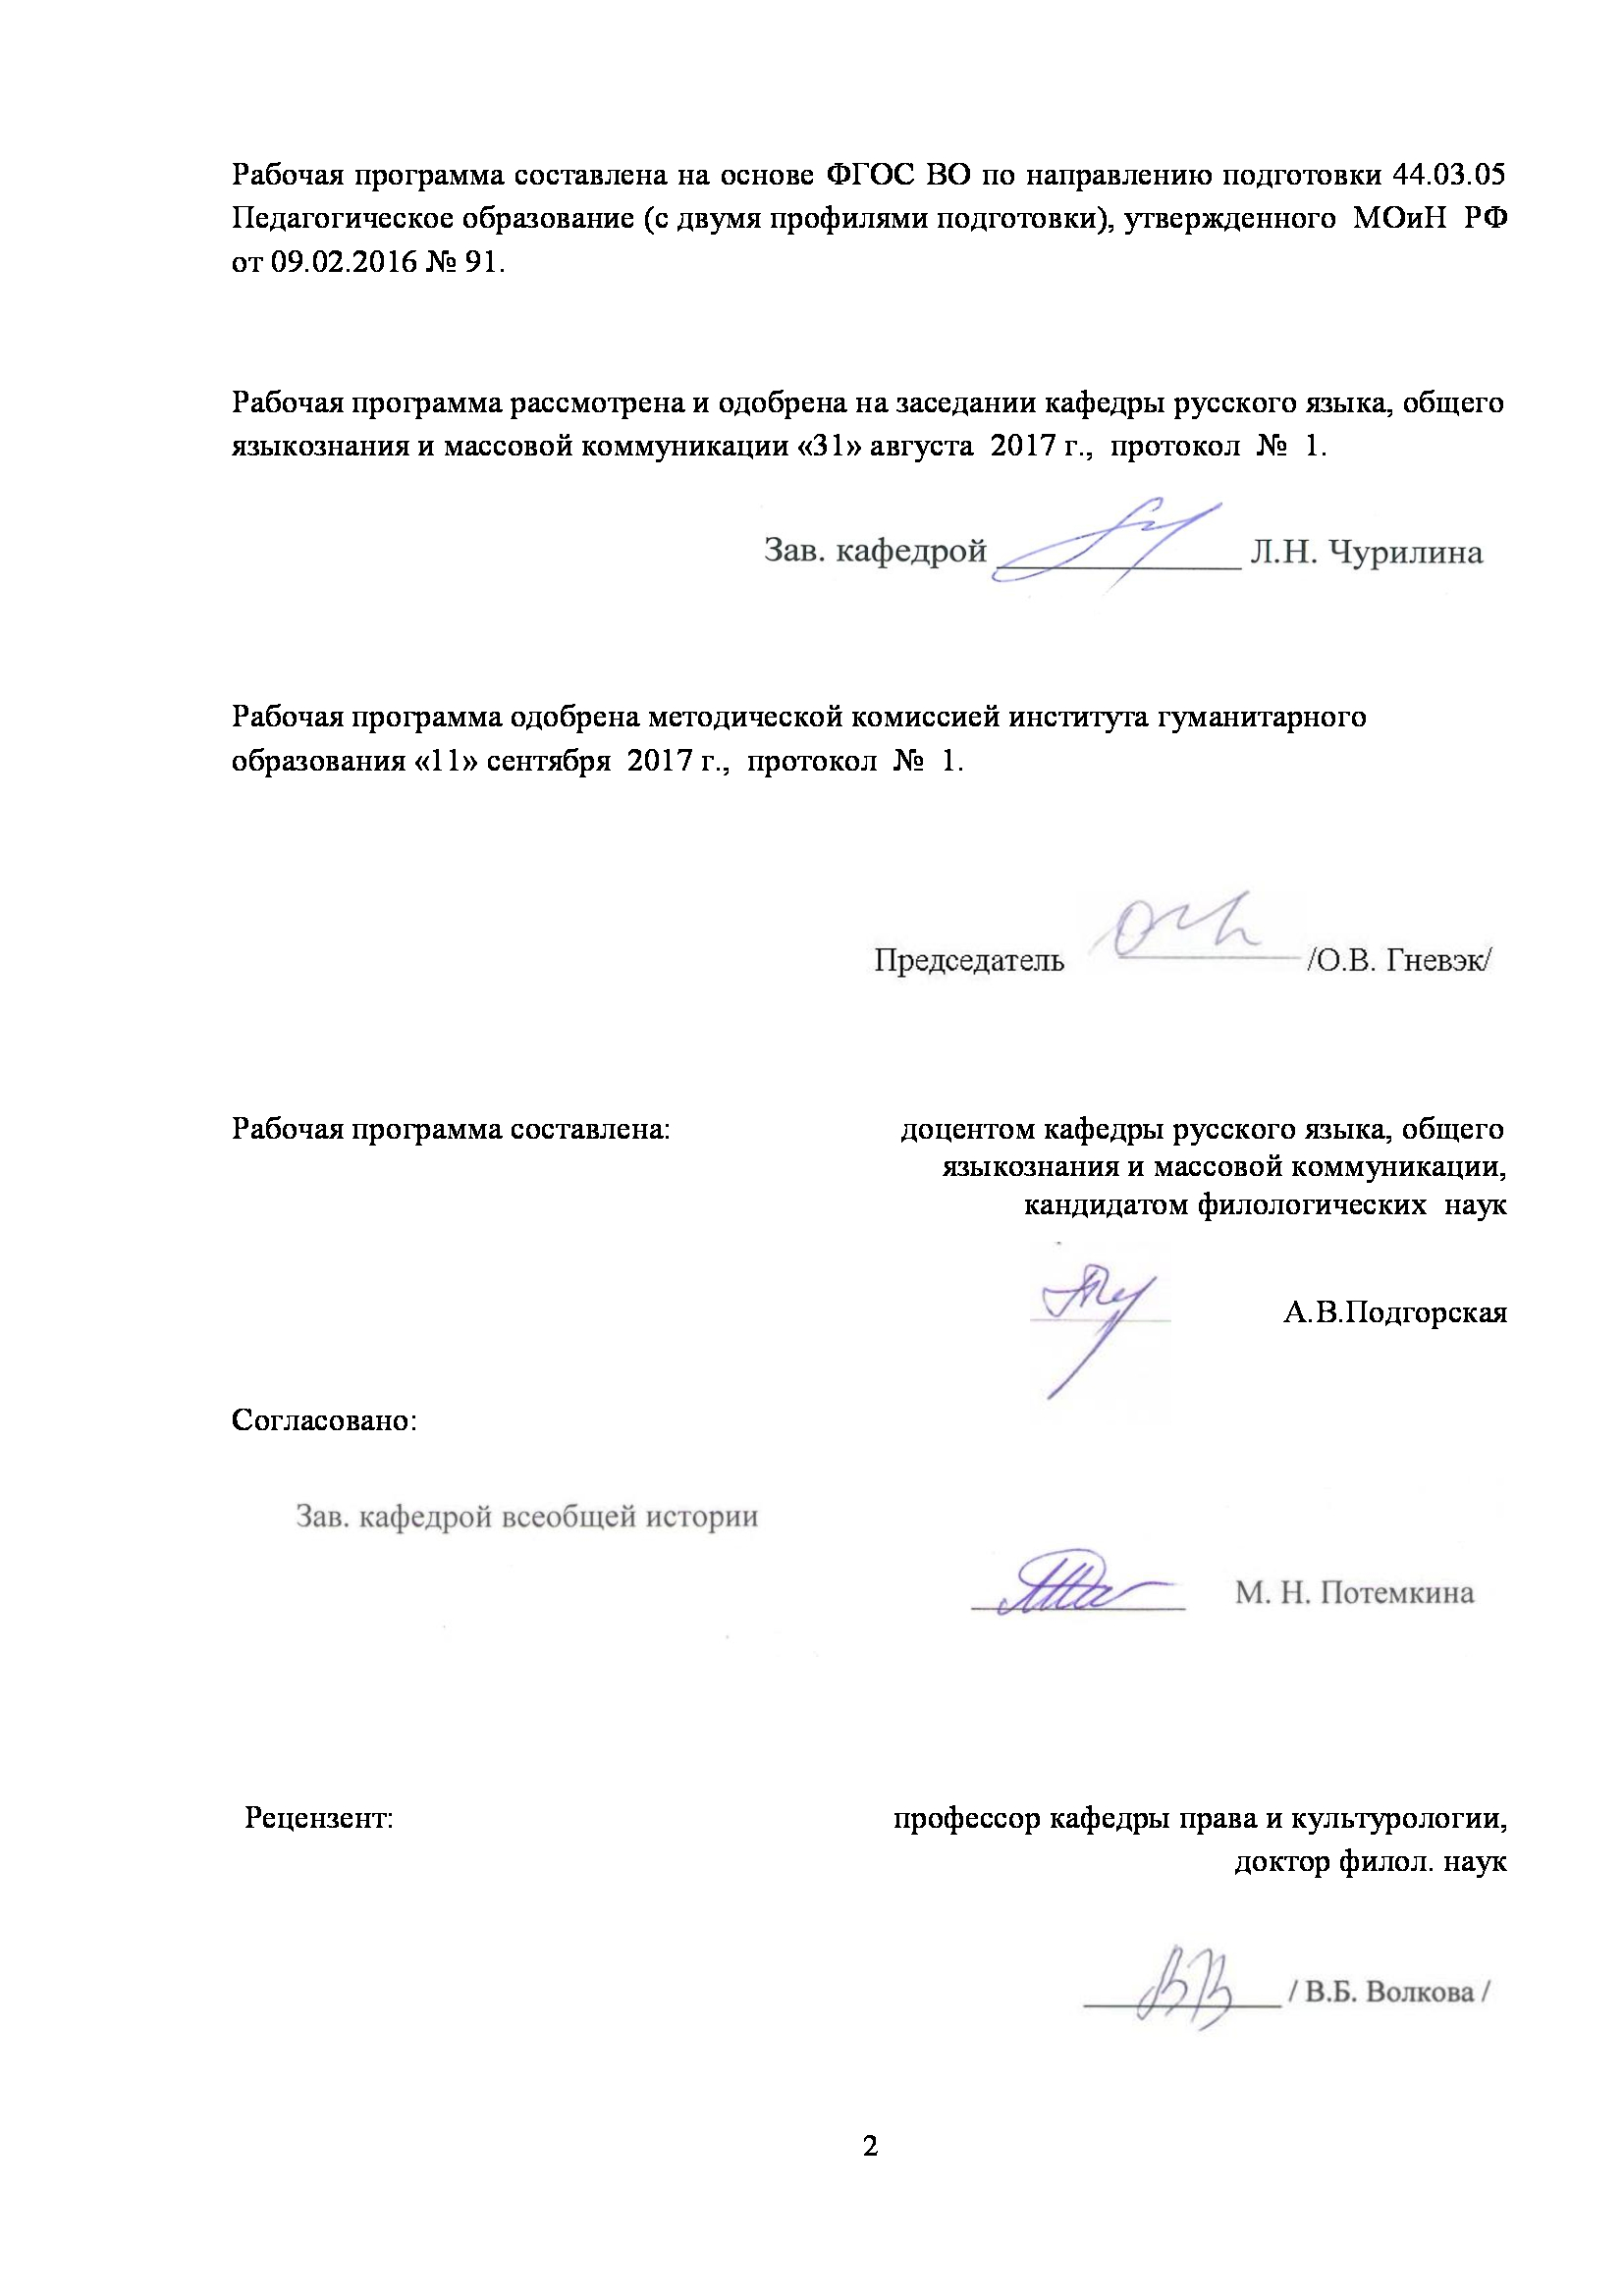 Рабочая программа составлена на основе ФГОС ВО по направлению подготовки 44.03.05
Педагогическое образование (с двумя профилями подготовки), утвержденного МОиН РФ
от 09.02.2016 № 91.
Рабочая программа рассмотрена и одобрена на заседании кафедры русского языка, общего
языкознания и массовой коммуникации «31» августа 2017 г., протокол № 1.
Зав. кафедрой ______________ Л.Н. Чурилина
Рабочая программа одобрена методической комиссией института гуманитарного
образования «11» сентября 2017 г., протокол № 1.
Председатель ____________ /О.В. Гневэк/
Рабочая программа составлена: доцентом кафедры русского языка, общего
языкознания и массовой коммуникации,
кандидатом филологических наук
А.В.Подгорская
Согласовано:
Зав. кафедрой всеобщей истории
______________ М. Н. Потемкина
Рецензент: профессор кафедры права и культурологии,
доктор филол. наук
_____________ / В.Б. Волкова /
2